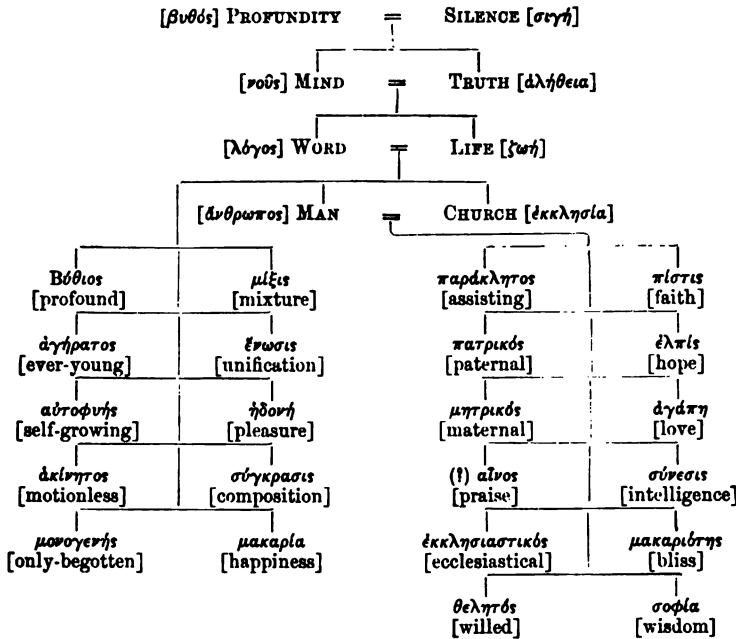 [βυθός] PROFUNDITY = SILENCE [σιγή]
[νοῦς] MIND = TRUTH [ἀλήθεια]
[λόγος] WORD = LIFE [ζωή]
[ἄνθρωπος] MAN = CHURCH [ἐκκλησία]
Βύθιος μίξις παράκλητος πίστις
[profound] [mixture] [assisting] [faith]
ἀγήρατος ἕνωσις πατρικός ἐλπίς
[ever-young] [unification] [paternal] [hope]
αὐτοφυής ἡδονή μητρικός ἀγάπη
[self-growing] [pleasure] [maternal] [love]
ἀκίνητος σύγκρασις (?) αἶνος σύνεσις
[motionless] [composition] [praise] [intelligence]
μονογενής μακαρία ἐκκλησιαστικός μακαριότης
[only-begotten] [happiness] [ecclesiastical] [bliss]
θελητός σοφία
[willed] [wisdom]